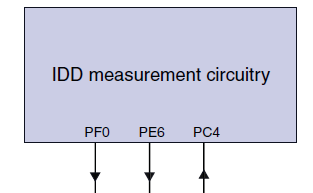 IDD measurement circuitry
PF0 PE6 PC4